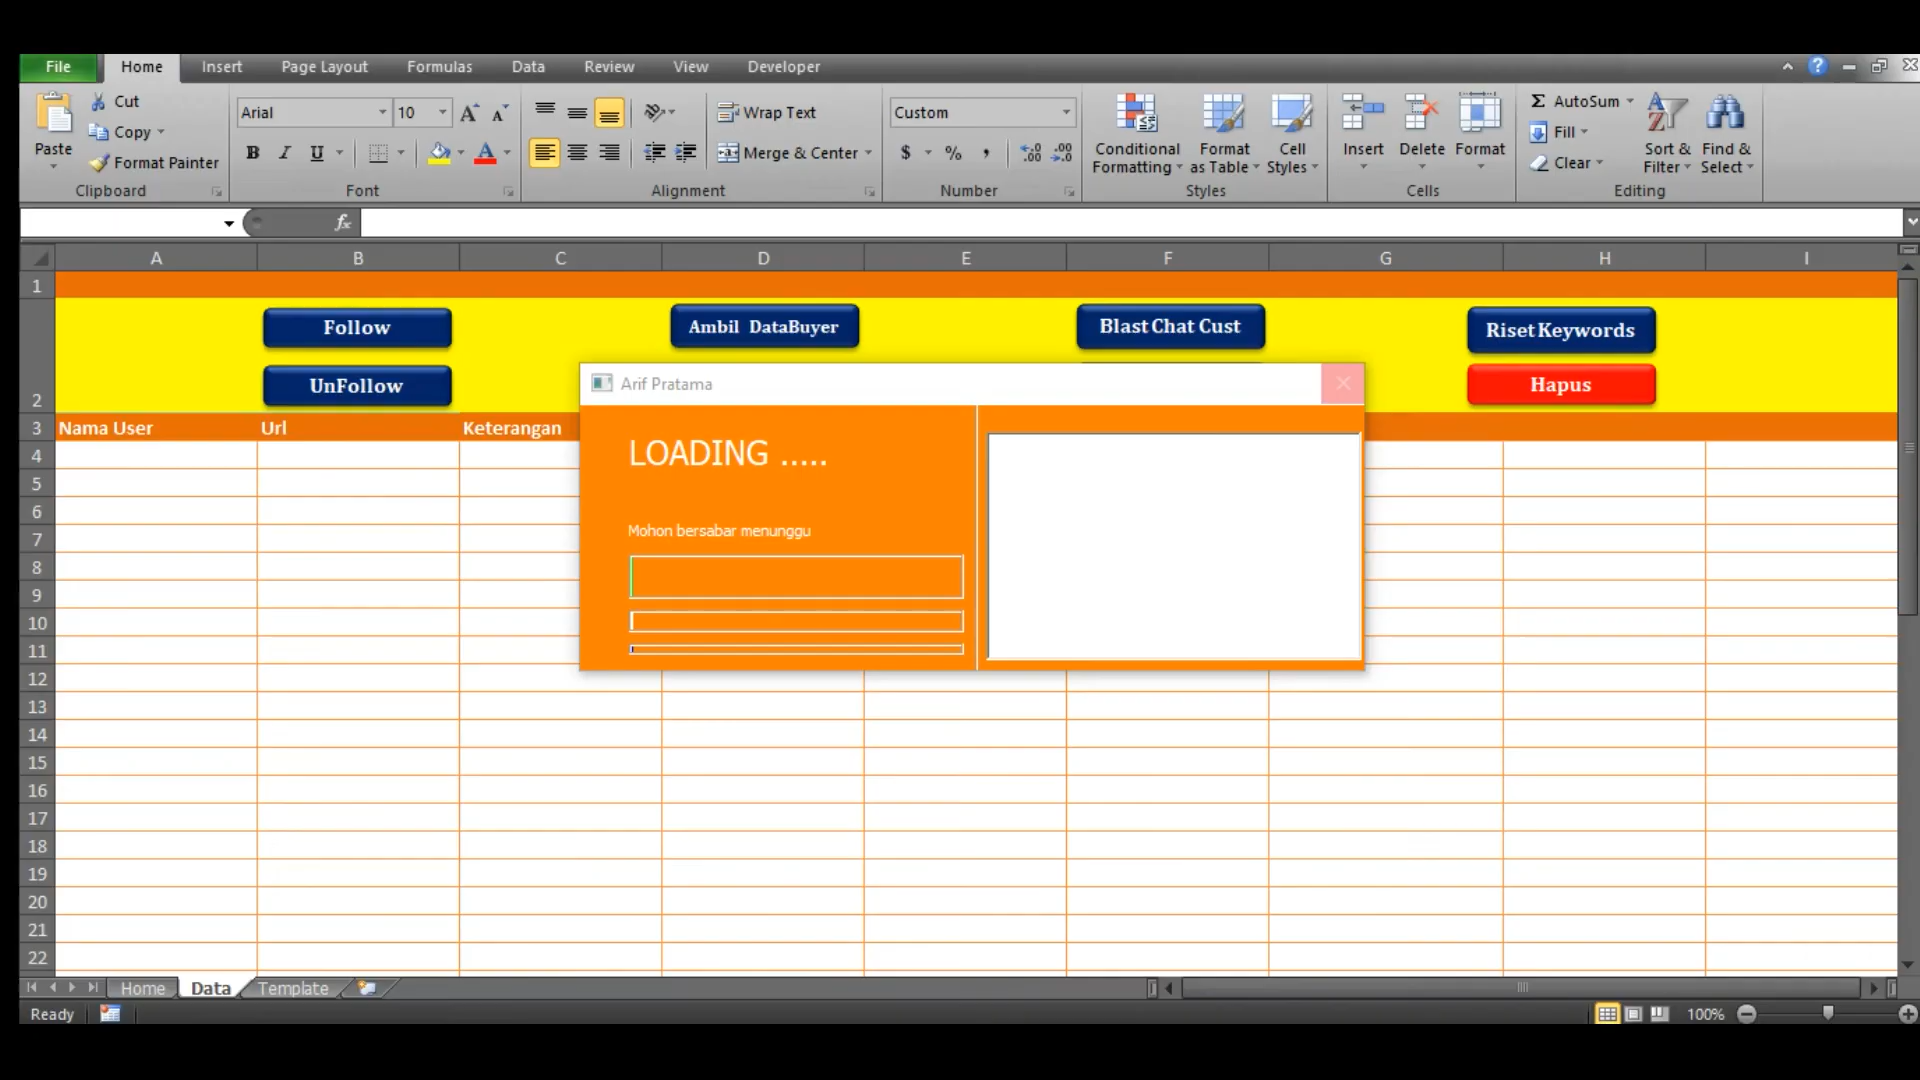 File Home Insert Page Layout Formulas Data Review View Developer
Cut
Copy
Format Painter
Paste
Clipboard
Arial 10
B I U
Font
Wrap Text
Merge & Center
Alignment
Custom
$ % ,
Number
Conditional Formatting
Format as Table
Cell Styles
Styles
Insert Delete Format
Cells
AutoSum
Fill
Clear
Sort & Filter
Find & Select
Editing
fx
A B C D E F G H I
1
Follow Ambil DataBuyer Blast Chat Cust Riset Keywords
UnFollow Hapus
2
3 Nama User Url Keterangan
Arif Pratama
LOADING .....
Mohon bersabar menunggu
4
5
6
7
8
9
10
11
12
13
14
15
16
17
18
19
20
21
22
Home Data Template
Ready 100%